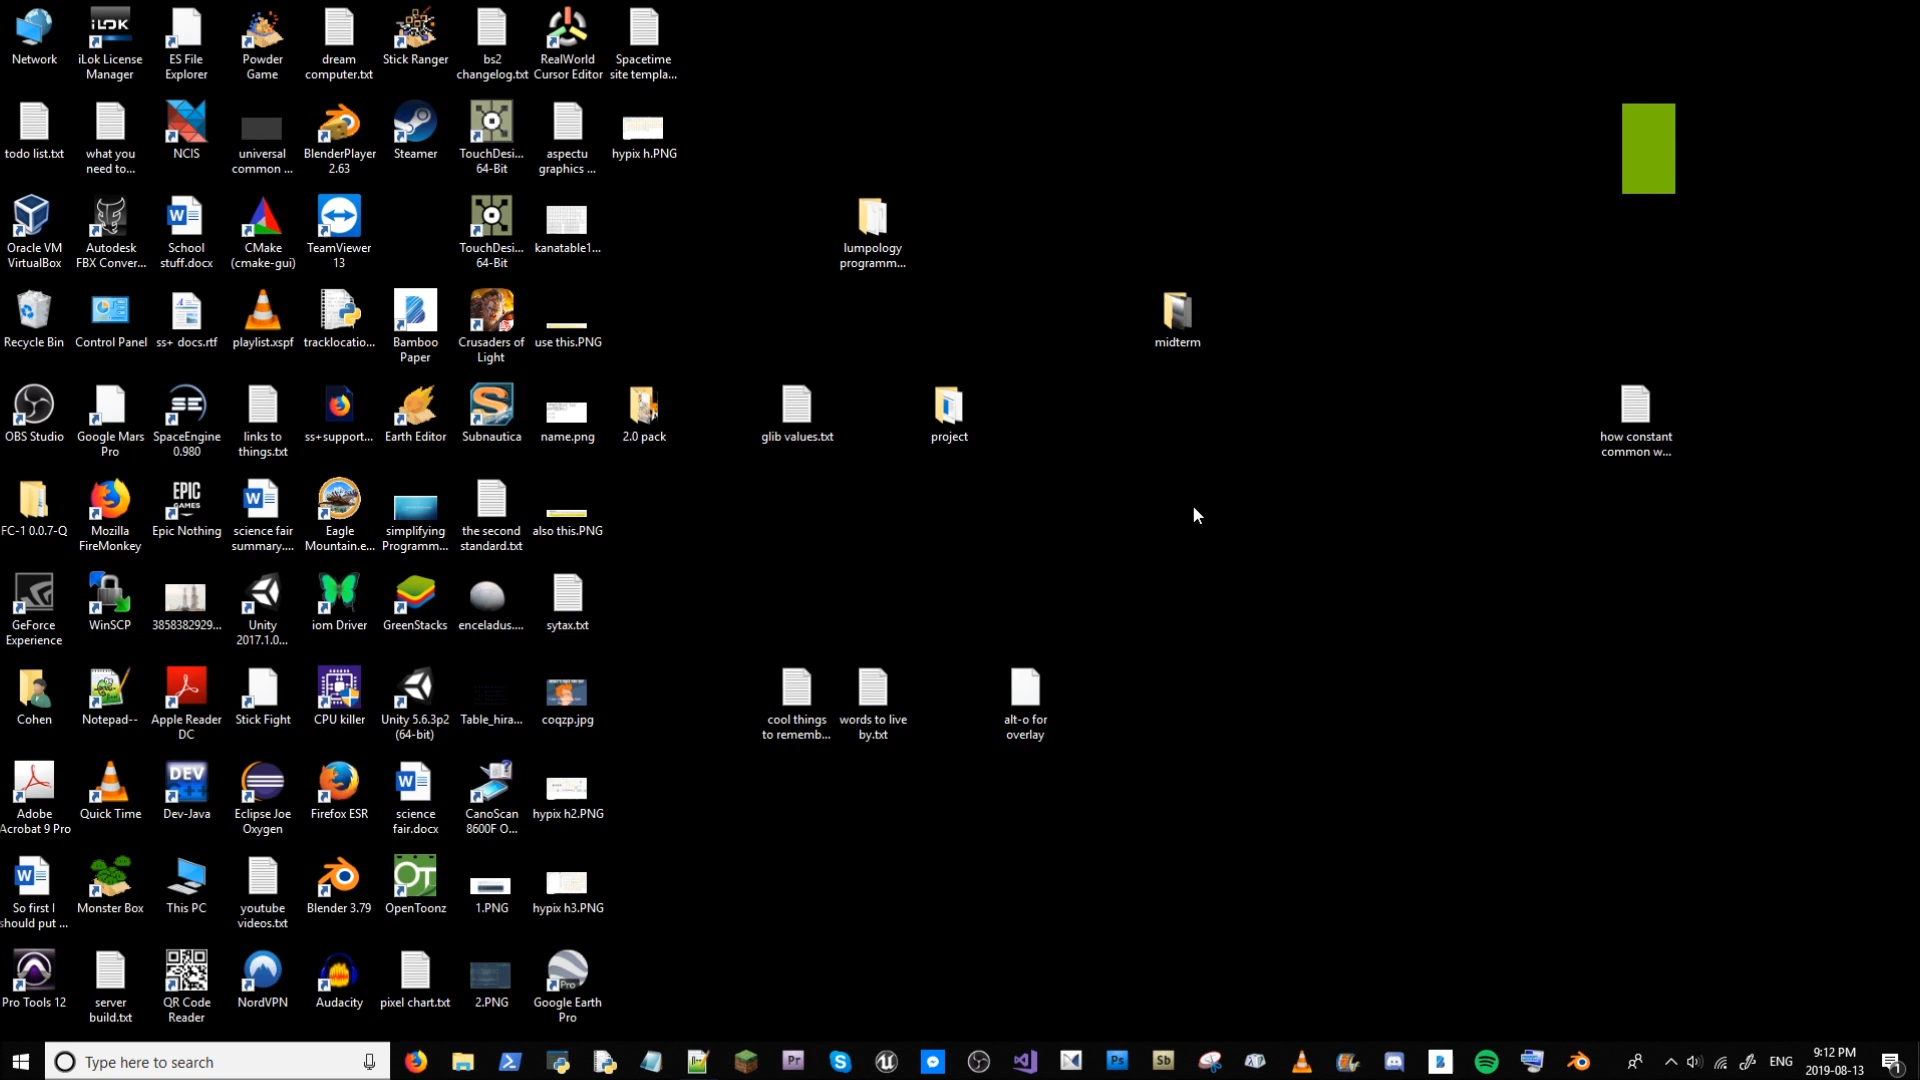 Network
iLok License
Manager
ES File
Explorer
Powder
Game
dream
computer.txt
Stick Ranger
bs2
changelog.txt
RealWorld
Cursor Editor
Spacetime
site templa...
todo list.txt
what you
need to...
NCIS
universal
common ...
BlenderPlayer
2.63
Steamer
TouchDesi...
64-Bit
aspectu
graphics ...
hypix h.PNG
Oracle VM
VirtualBox
Autodesk
FBX Conver...
School
stuff.docx
CMake
(cmake-gui)
TeamViewer
13
TouchDesi...
64-Bit
kanatable1...
lumpology
programm...
Recycle Bin
Control Panel
ss+ docs.rtf
playlist.xspf
tracklocatio...
Bamboo
Paper
Crusaders of
Light
use this.PNG
midterm
OBS Studio
Google Mars
Pro
SpaceEngine
0.980
links to
things.txt
ss+support...
Earth Editor
Subnautica
name.png
2.0 pack
glib values.txt
project
how constant
common w...
FC-1 0.0.7-Q
Mozilla
FireMonkey
Epic Nothing
science fair
summary....
Eagle
Mountain.e...
simplifying
Programm...
the second
standard.txt
also this.PNG
GeForce
Experience
WinSCP
3858382929...
Unity
2017.1.0...
iom Driver
GreenStacks
enceladus....
sytax.txt
Cohen
Notepad--
Apple Reader
DC
Stick Fight
CPU killer
Unity 5.6.3p2
(64-bit)
Table_hira...
coqzp.jpg
cool things
to rememb...
words to live
by.txt
alt-o for
overlay
Adobe
Acrobat 9 Pro
Quick Time
Dev-Java
Eclipse Joe
Oxygen
Firefox ESR
science
fair.docx
CanoScan
8600F O...
hypix h2.PNG
So first I
should put ...
Monster Box
This PC
youtube
videos.txt
Blender 3.79
OpenToonz
1.PNG
hypix h3.PNG
Pro Tools 12
server
build.txt
QR Code
Reader
NordVPN
Audacity
pixel chart.txt
2.PNG
Google Earth
Pro
Type here to search
ENG
9:12 PM
2019-08-13